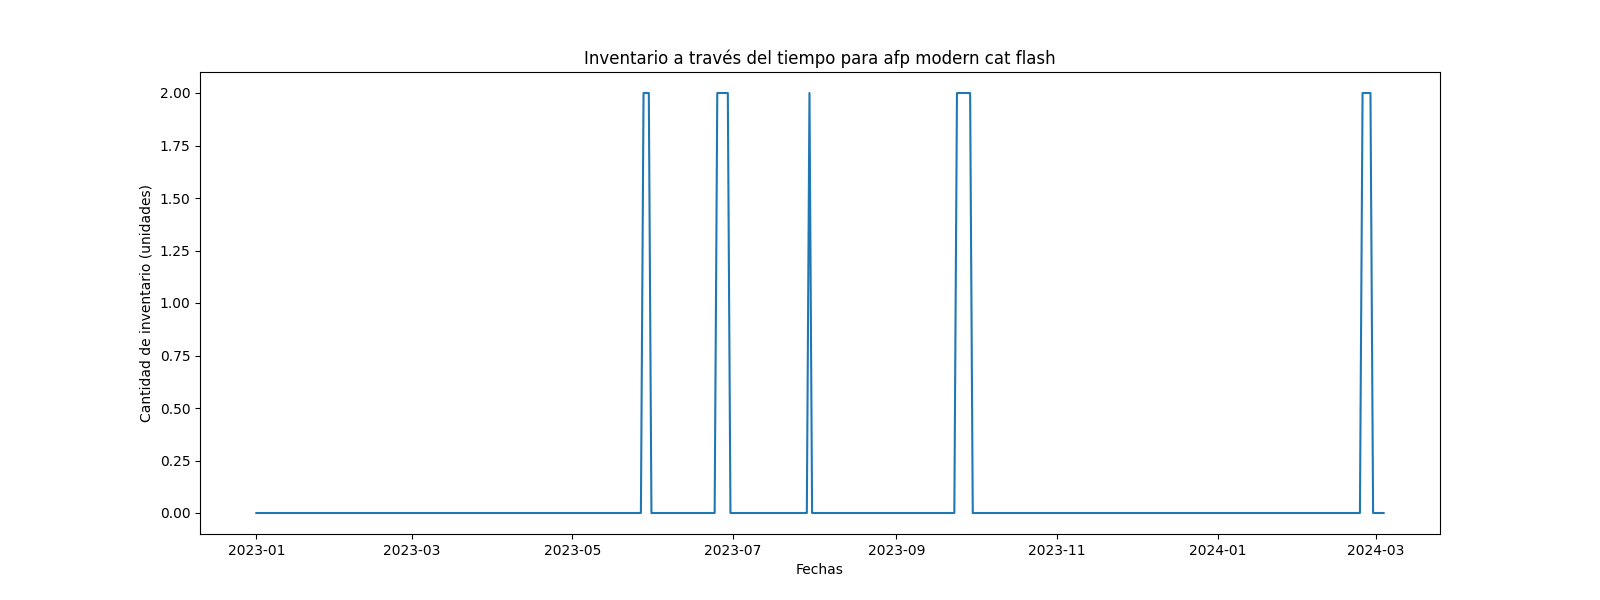 Inventario a través del tiempo para afp modern cat flash
Cantidad de inventario (unidades)
2.00
1.75
1.50
1.25
1.00
0.75
0.50
0.25
0.00
2023-01 2023-03 2023-05 2023-07 2023-09 2023-11 2024-01 2024-03
Fechas